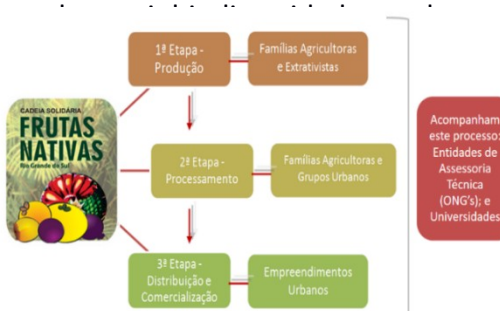 1ª Etapa -
Produção
Famílias Agricultoras
e Extrativistas
CADEIA SOLIDÁRIA
FRUTAS
NATIVAS
Rio Grande do Sul
2ª Etapa -
Processamento
Famílias Agricultoras e
Grupos Urbanos
3ª Etapa -
Distribuição e
Comercialização
Empreendimentos
Urbanos
Acompanham
este processo:
Entidades de
Assessoria
Técnica
(ONG's); e
Universidades